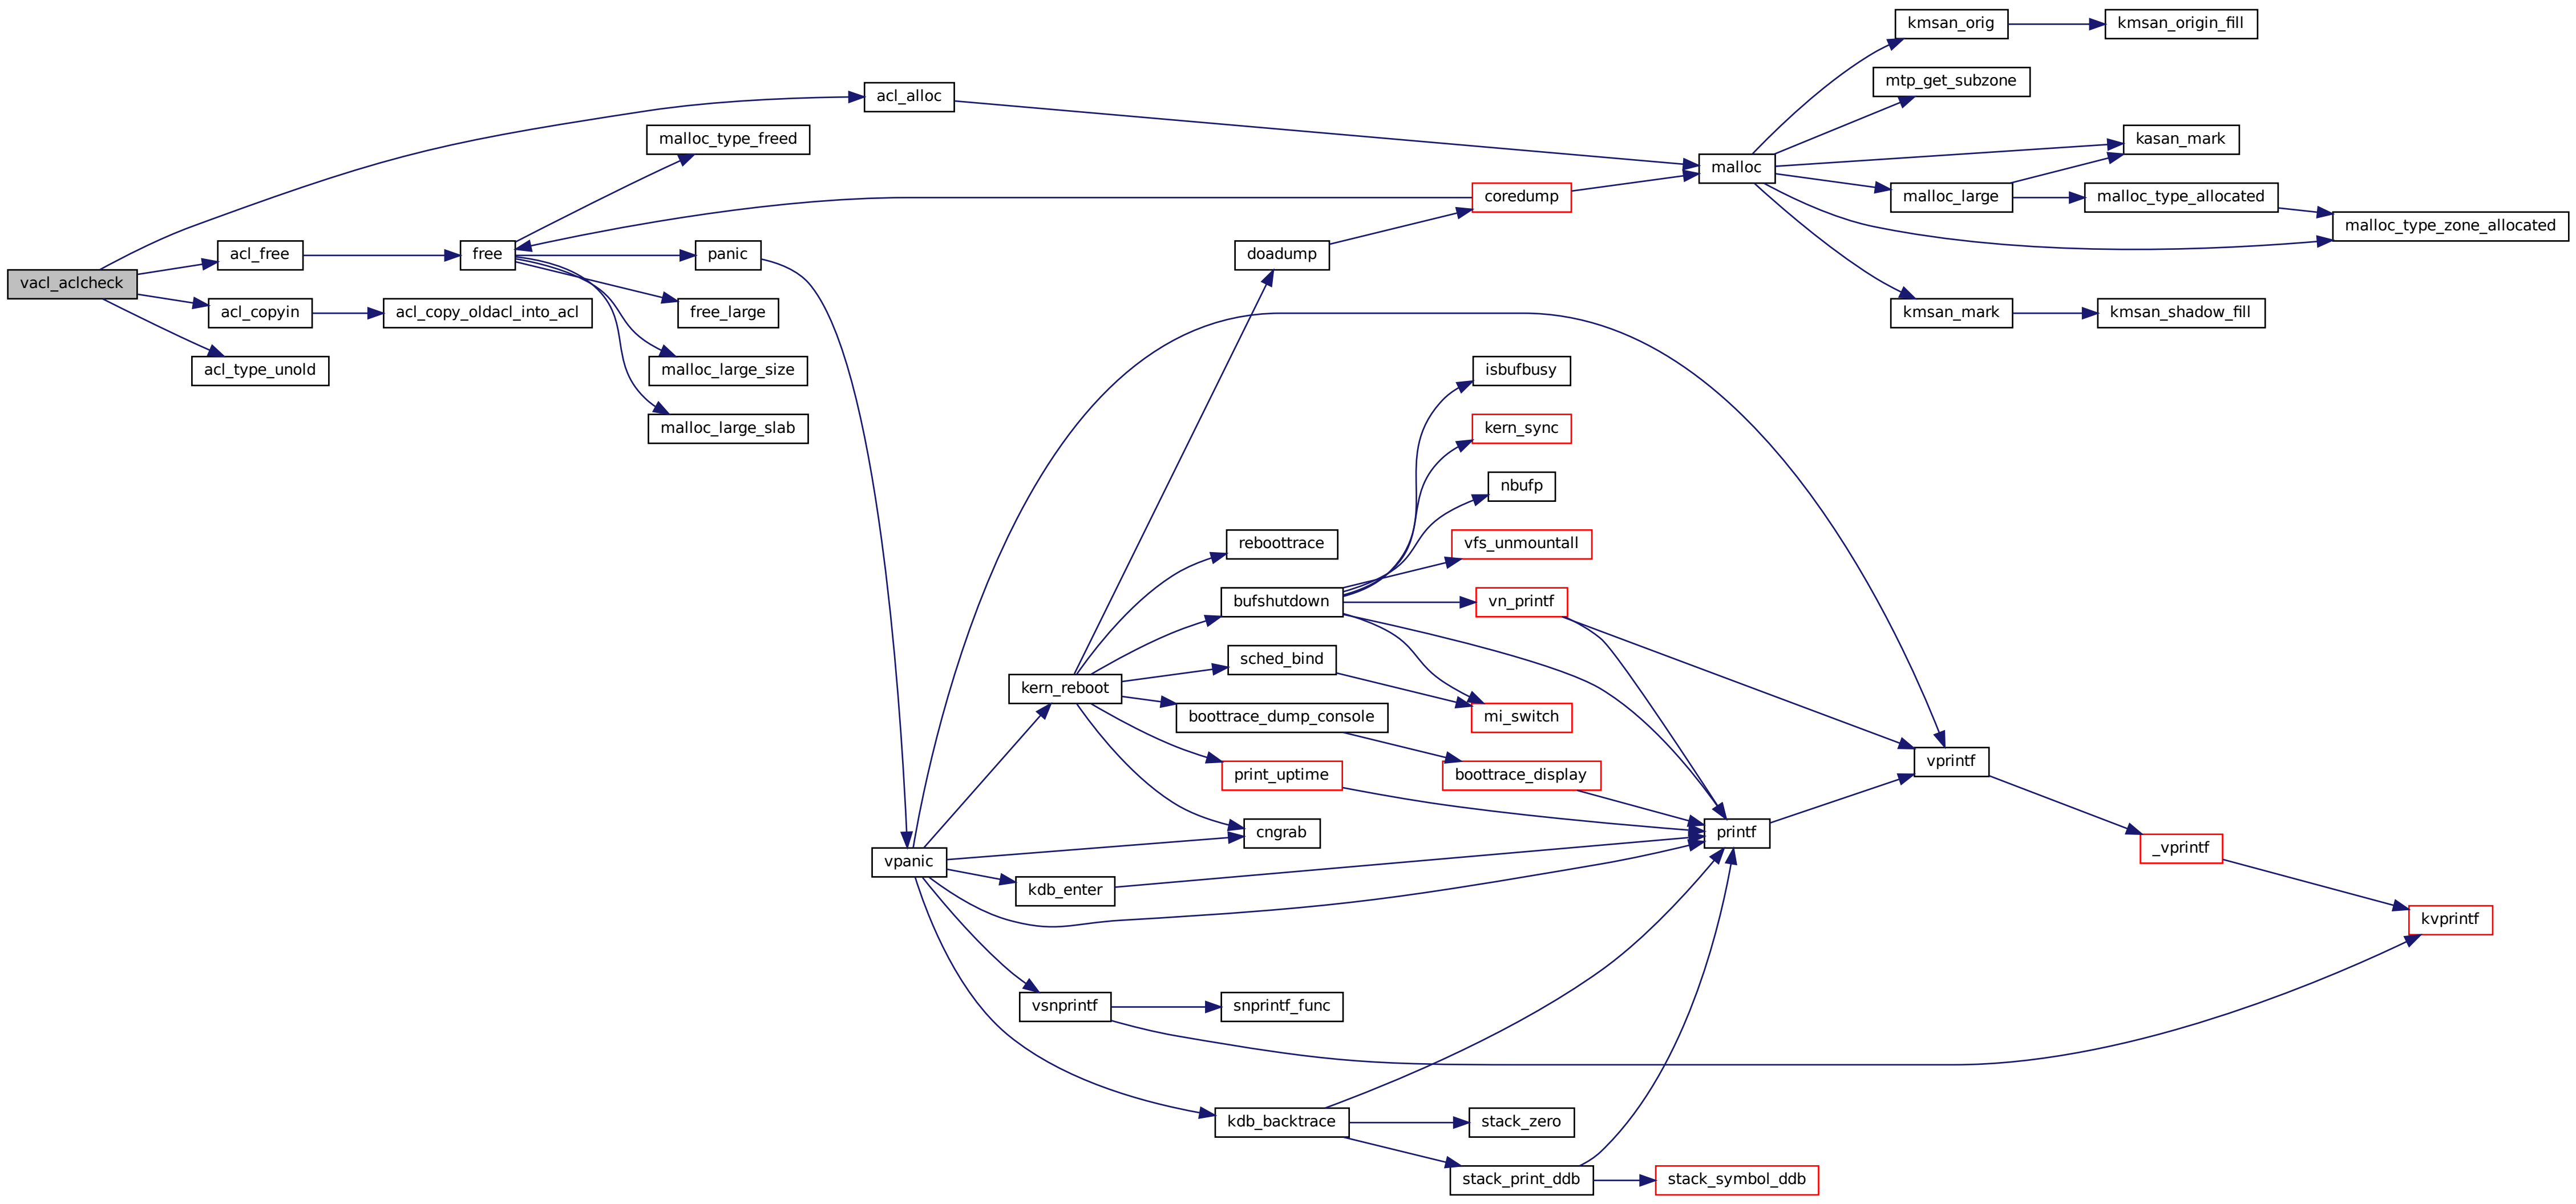 kmsan_orig
kmsan_origin_fill
mtp_get_subzone
acl_alloc
malloc_type_freed
kasan_mark
malloc
coredump
malloc_large
malloc_type_allocated
malloc_type_zone_allocated
acl_free
free
panic
doadump
vacl_aclcheck
acl_copyin
acl_copy_oldacl_into_acl
free_large
kmsan_mark
kmsan_shadow_fill
acl_type_unold
malloc_large_size
isbufbusy
malloc_large_slab
kern_sync
nbufp
reboottrace
vfs_unmountall
bufshutdown
vn_printf
sched_bind
kern_reboot
boottrace_dump_console
mi_switch
print_uptime
boottrace_display
vprintf
cngrab
printf
_vprintf
vpanic
kdb_enter
kvprintf
vsnprintf
snprintf_func
kdb_backtrace
stack_zero
stack_print_ddb
stack_symbol_ddb